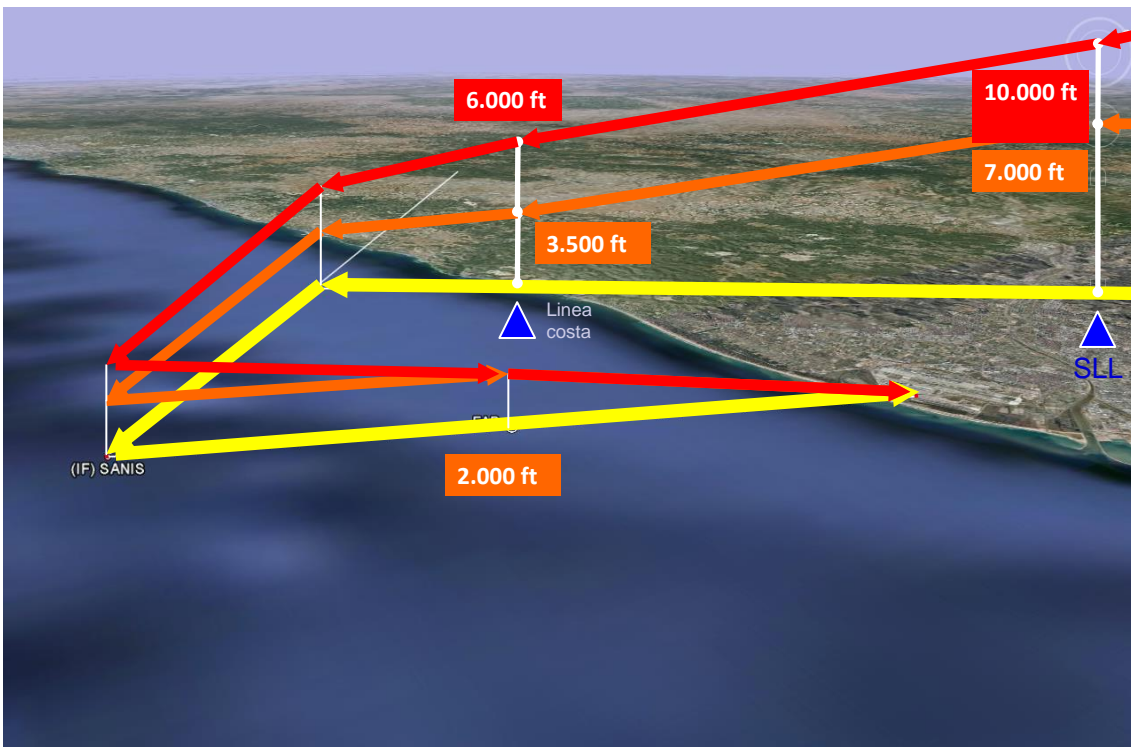 6.000 ft
10.000 ft
7.000 ft
3.500 ft
Linea
costa
SLL
(IF) SANIS
2.000 ft